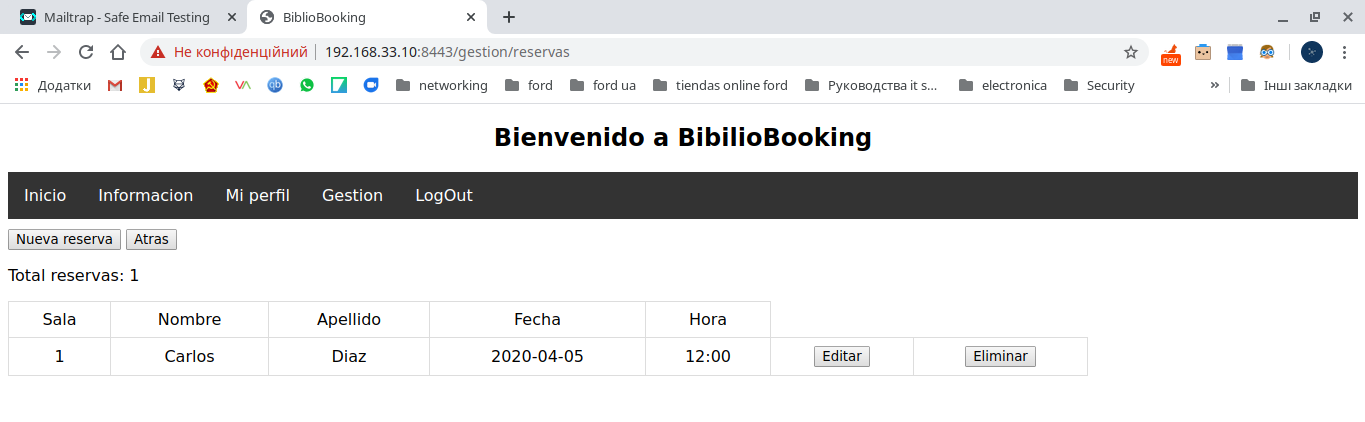 Mailtrap - Safe Email Testing
BiblioBooking
Не конфіденційний 192.168.33.10:8443/gestion/reservas
new
Додатки networking ford ford ua tiendas online ford Руководства it s... electronica Security » Інші закладки
Bienvenido a BibilioBooking
Inicio Informacion Mi perfil Gestion LogOut
Nueva reserva Atras
Total reservas: 1
Sala Nombre Apellido Fecha Hora
1 Carlos Diaz 2020-04-05 12:00 Editar Eliminar